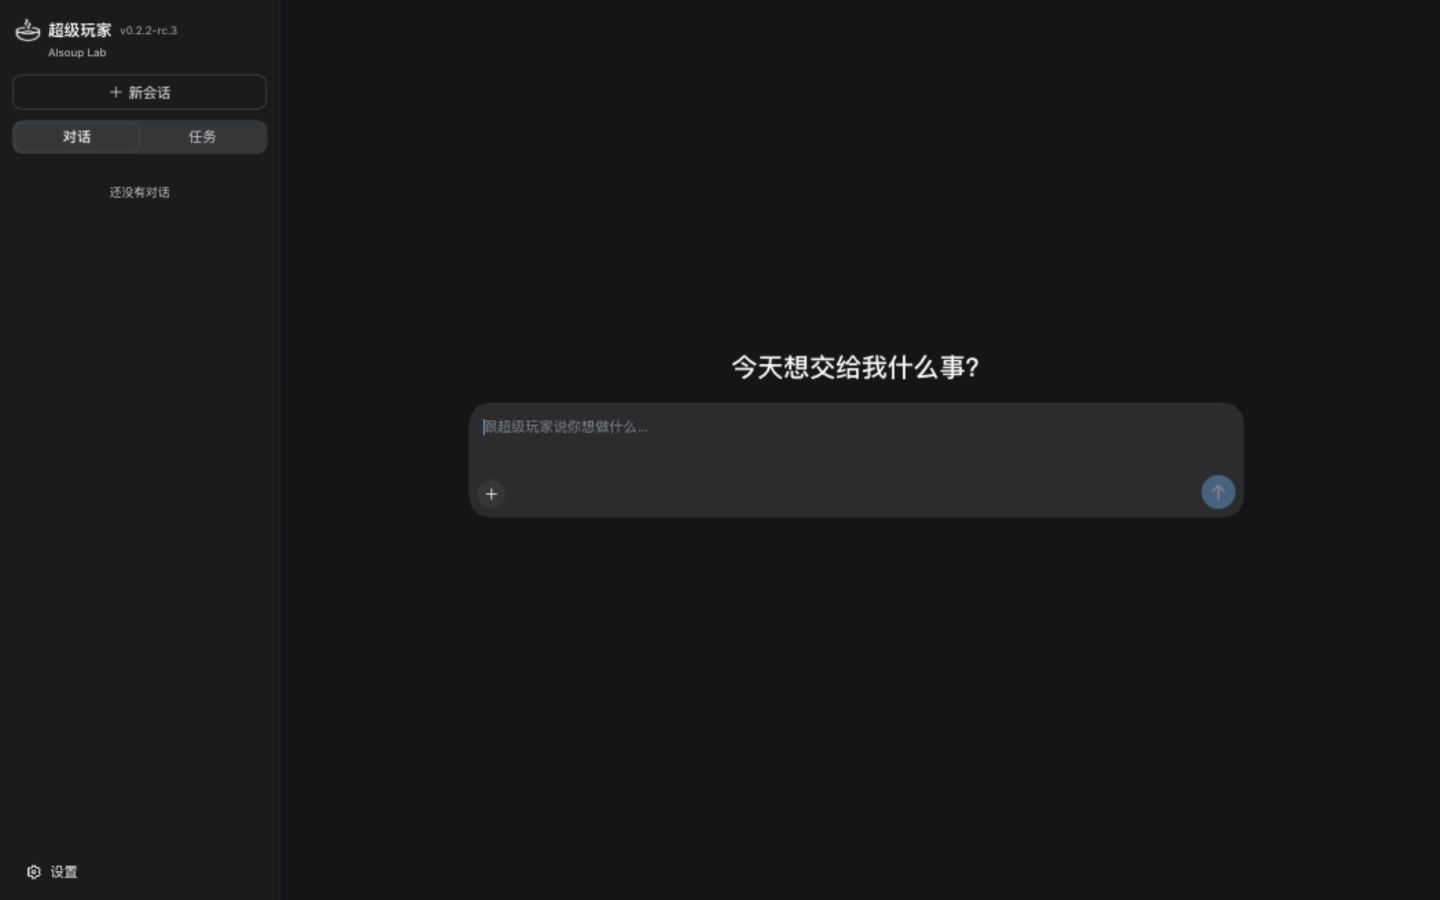 超级玩家 v0.2.2-rc.3
AIsoup Lab
新会话
对话 任务
还没有对话
今天想交给我什么事?
跟超级玩家说你想做什么...
设置